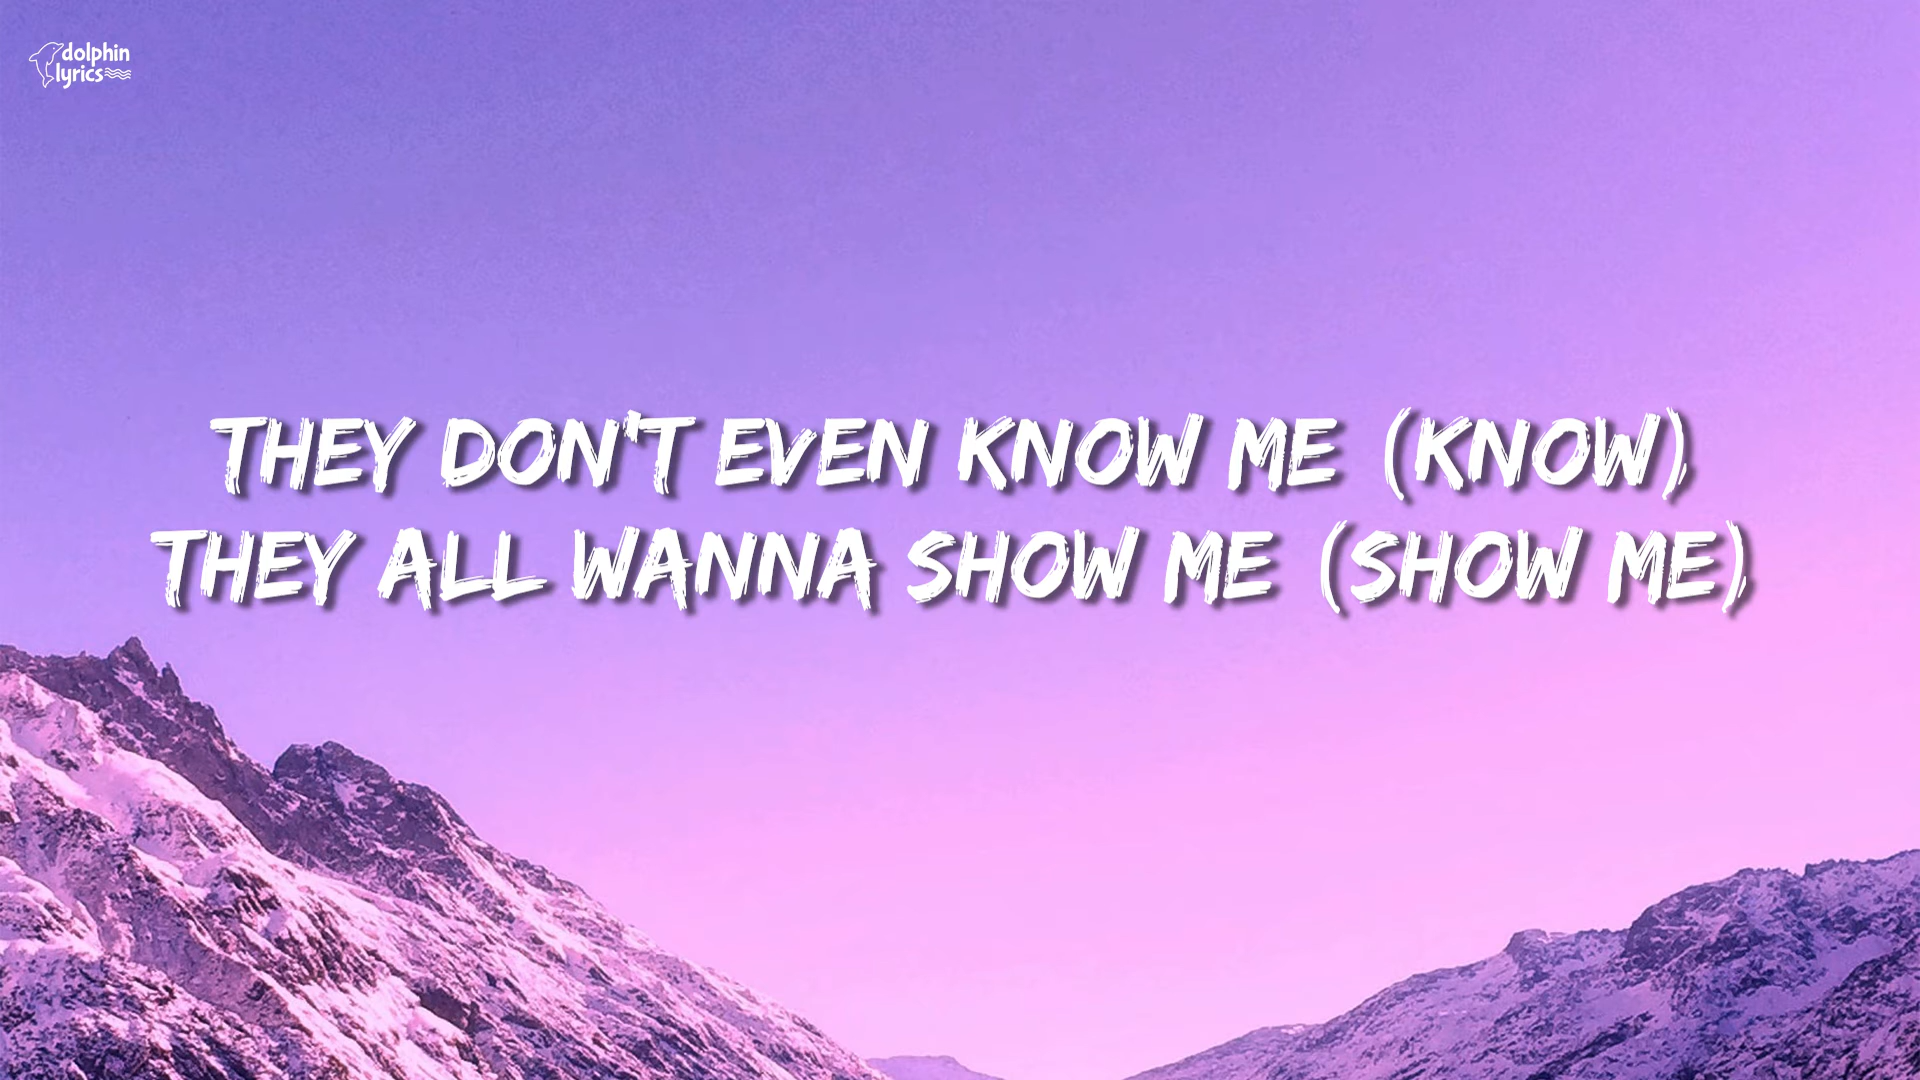 dolphin
lyrics
THEY DON'T EVEN KNOW ME (KNOW)
THEY ALL WANNA SHOW ME (SHOW ME)